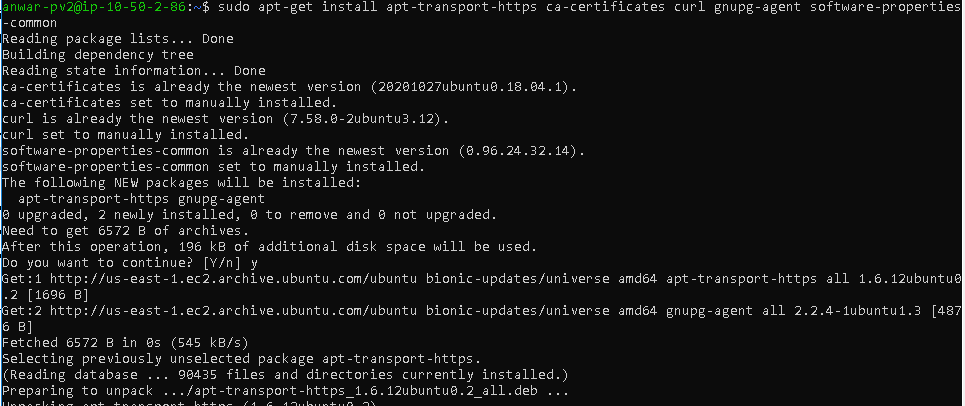 anwar-pv2@ip-10-50-2-86:~$ sudo apt-get install apt-transport-https ca-certificates curl gnupg-agent software-properties
-common
Reading package lists... Done
Building dependency tree
Reading state information... Done
ca-certificates is already the newest version (20201027ubuntu0.18.04.1).
ca-certificates set to manually installed.
curl is already the newest version (7.58.0-2ubuntu3.12).
curl set to manually installed.
software-properties-common is already the newest version (0.96.24.32.14).
software-properties-common set to manually installed.
The following NEW packages will be installed:
  apt-transport-https gnupg-agent
0 upgraded, 2 newly installed, 0 to remove and 0 not upgraded.
Need to get 6572 B of archives.
After this operation, 196 kB of additional disk space will be used.
Do you want to continue? [Y/n] y
Get:1 http://us-east-1.ec2.archive.ubuntu.com/ubuntu bionic-updates/universe amd64 apt-transport-https all 1.6.12ubuntu0
.2 [1696 B]
Get:2 http://us-east-1.ec2.archive.ubuntu.com/ubuntu bionic-updates/universe amd64 gnupg-agent all 2.2.4-1ubuntu1.3 [487
6 B]
Fetched 6572 B in 0s (545 kB/s)
Selecting previously unselected package apt-transport-https.
(Reading database ... 90435 files and directories currently installed.)
Preparing to unpack .../apt-transport-https_1.6.12ubuntu0.2_all.deb ...
Unpacking apt-transport-https (1.6.12ubuntu0.2) ...